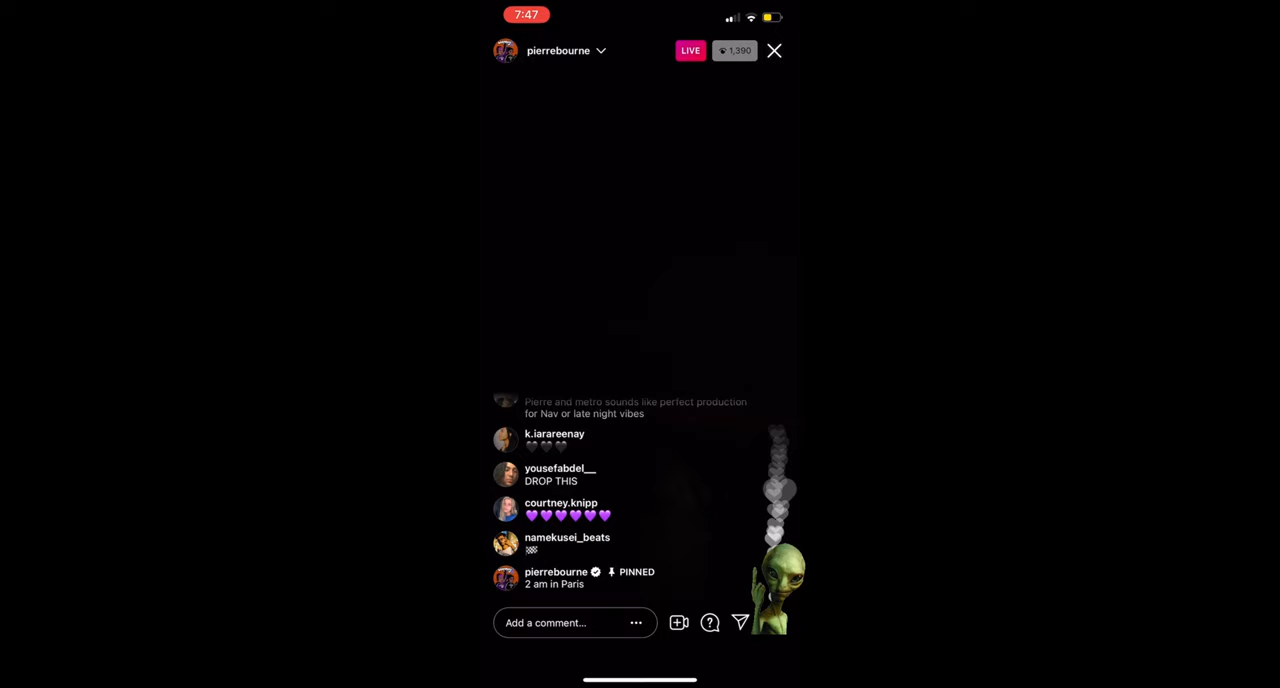 7:47
pierrebourne
LIVE
1,390
Pierre and metro sounds like perfect production
for Nav or late night vibes
k.iarareenay
🖤🖤🖤
yousefabdel__
DROP THIS
courtney.knipp
💜💜💜💜💜💜
namekusei_beats
🏁
pierrebourne PINNED
2 am in Paris
Add a comment...